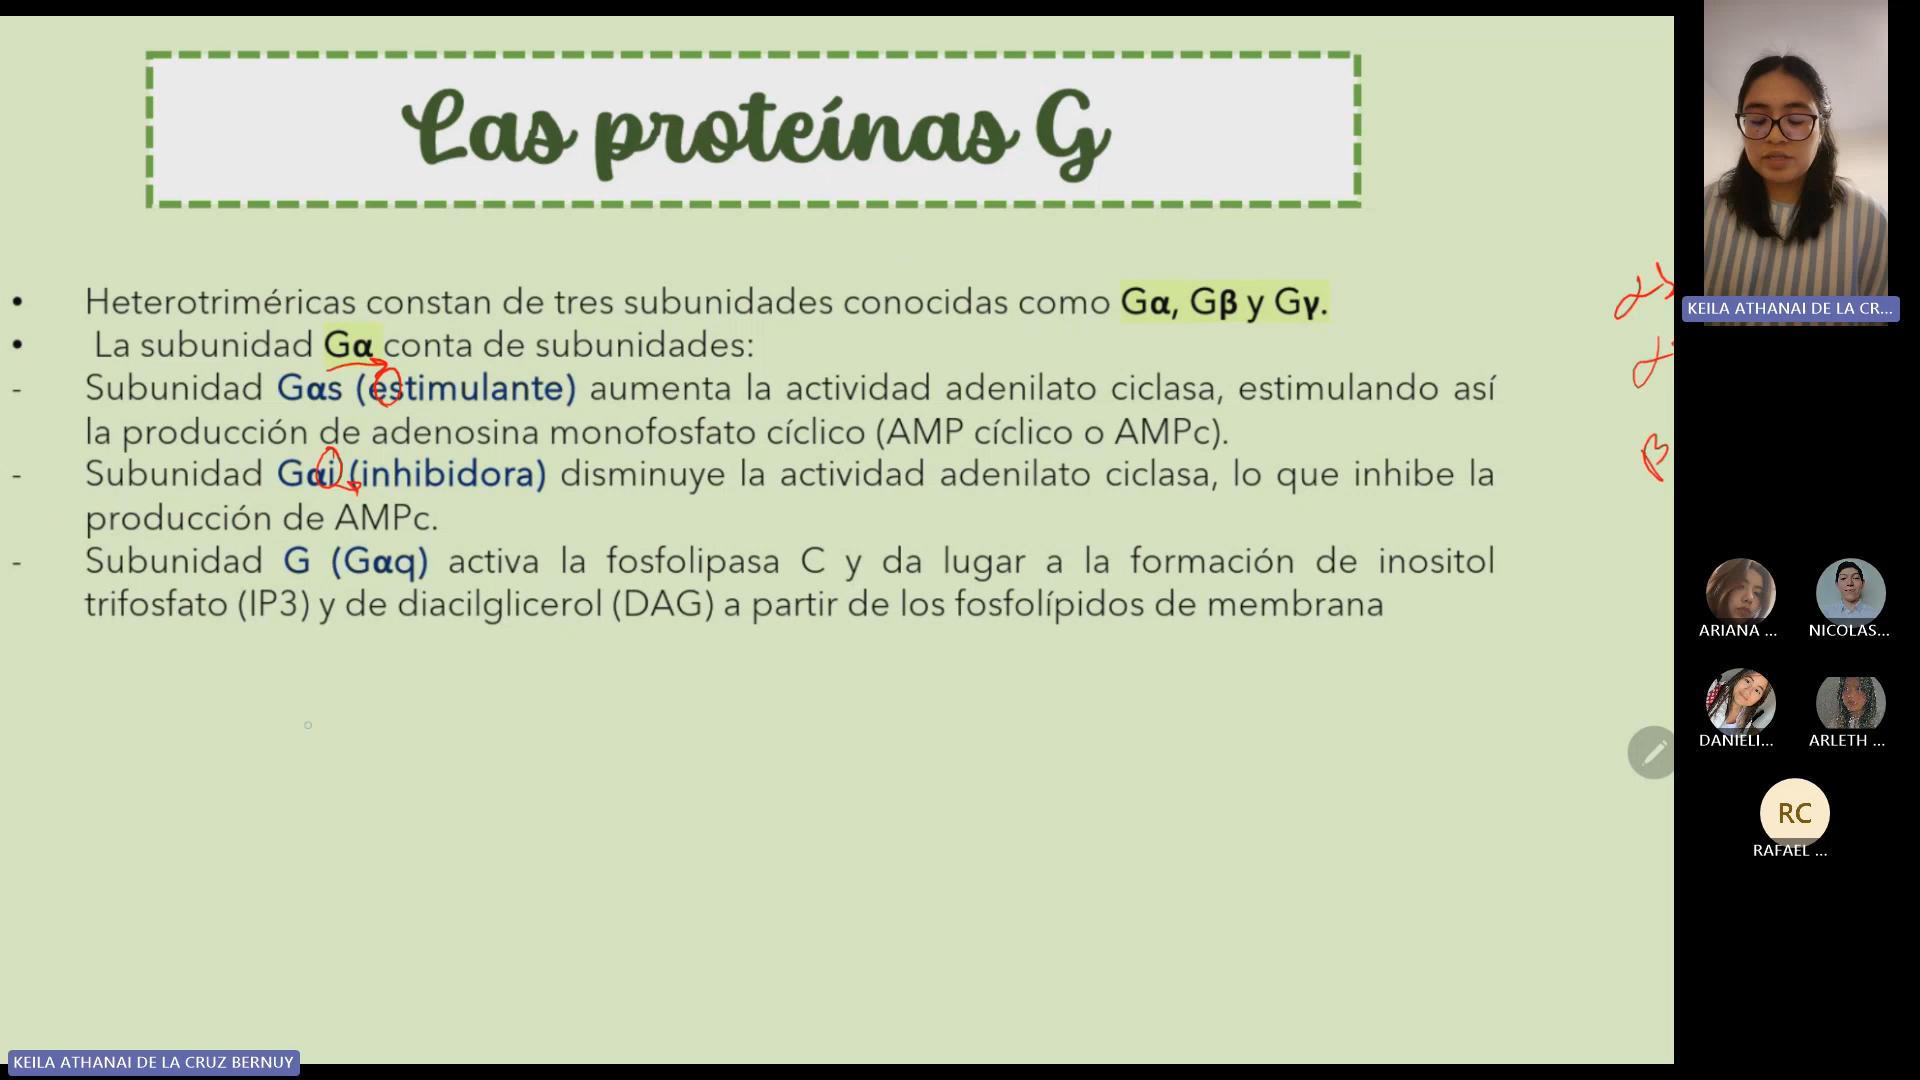 Las proteínas G
• Heterotriméricas constan de tres subunidades conocidas como Gα, Gβ y Gγ.
• La subunidad Gα conta de subunidades:
- Subunidad Gαs (estimulante) aumenta la actividad adenilato ciclasa, estimulando así
la producción de adenosina monofosfato cíclico (AMP cíclico o AMPc).
- Subunidad Gαi (inhibidora) disminuye la actividad adenilato ciclasa, lo que inhibe la
producción de AMPc.
- Subunidad G (Gαq) activa la fosfolipasa C y da lugar a la formación de inositol
trifosfato (IP3) y de diacilglicerol (DAG) a partir de los fosfolípidos de membrana
α
α
β
KEILA ATHANAI DE LA CR...
ARIANA ...
NICOLAS...
DANIELI...
ARLETH ...
RC
RAFAEL ...
KEILA ATHANAI DE LA CRUZ BERNUY